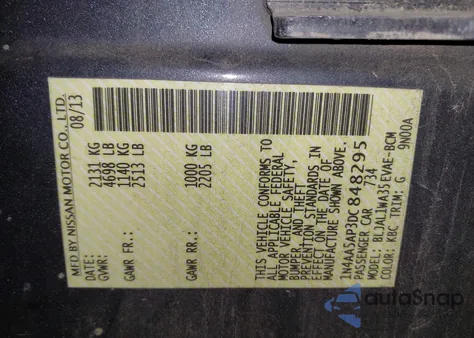 MFD BY NISSAN MOTOR CO., LTD.
08/13
GVWR: 2131 KG
4698 LB
GAWR FR: 1140 KG
2513 LB
GAWR RR: 1000 KG
2205 LB
THIS VEHICLE CONFORMS TO
ALL APPLICABLE FEDERAL
MOTOR VEHICLE SAFETY,
BUMPER AND THEFT
PREVENTION STANDARDS IN
EFFECT ON THE DATE OF
MANUFACTURE SHOWN ABOVE.
1N4AA5AP3DC848295
PASSENGER CAR 734
BLJALJWA35EVAE-BCM
COLOR: KBC TRIM: G 9N00A
autoSnap